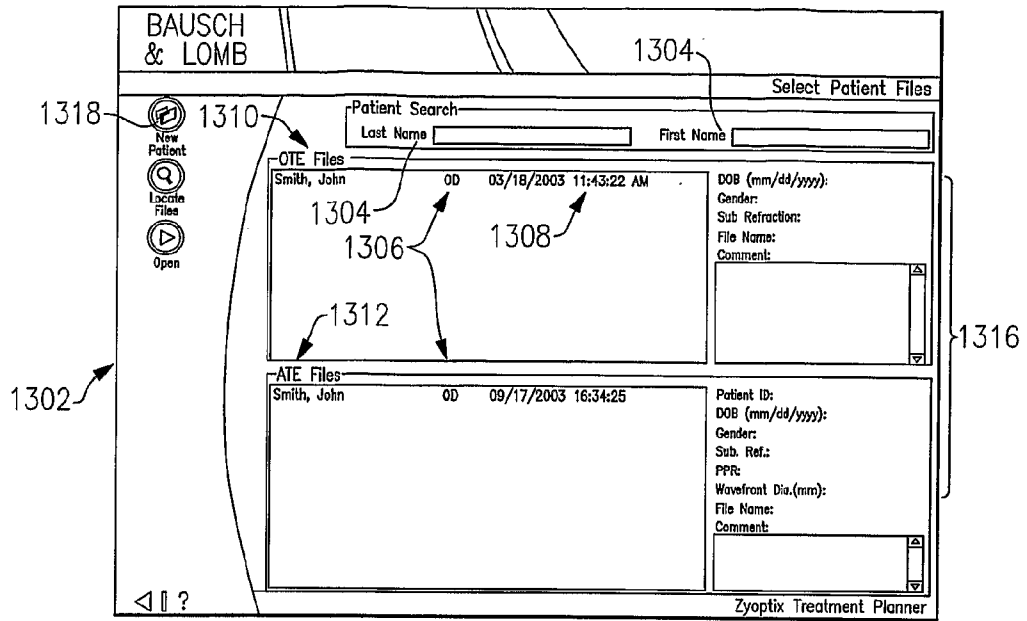 BAUSCH
& LOMB
1304
Select Patient Files
1318
New
Patient
1310
Patient Search
Last Name
First Name
Locate
Files
Open
OTE Files
Smith, John OD 03/18/2003 11:43:22 AM
1304
1306
1308
DOB (mm/dd/yyyy):
Gender:
Sub Refraction:
File Name:
Comment:
1312
1316
1302
ATE Files
Smith, John OD 09/17/2003 16:34:25
Patient ID:
DOB (mm/dd/yyyy):
Gender:
Sub. Ref.:
PPR:
Wavefront Dia.(mm):
File Name:
Comment:
?
Zyoptix Treatment Planner